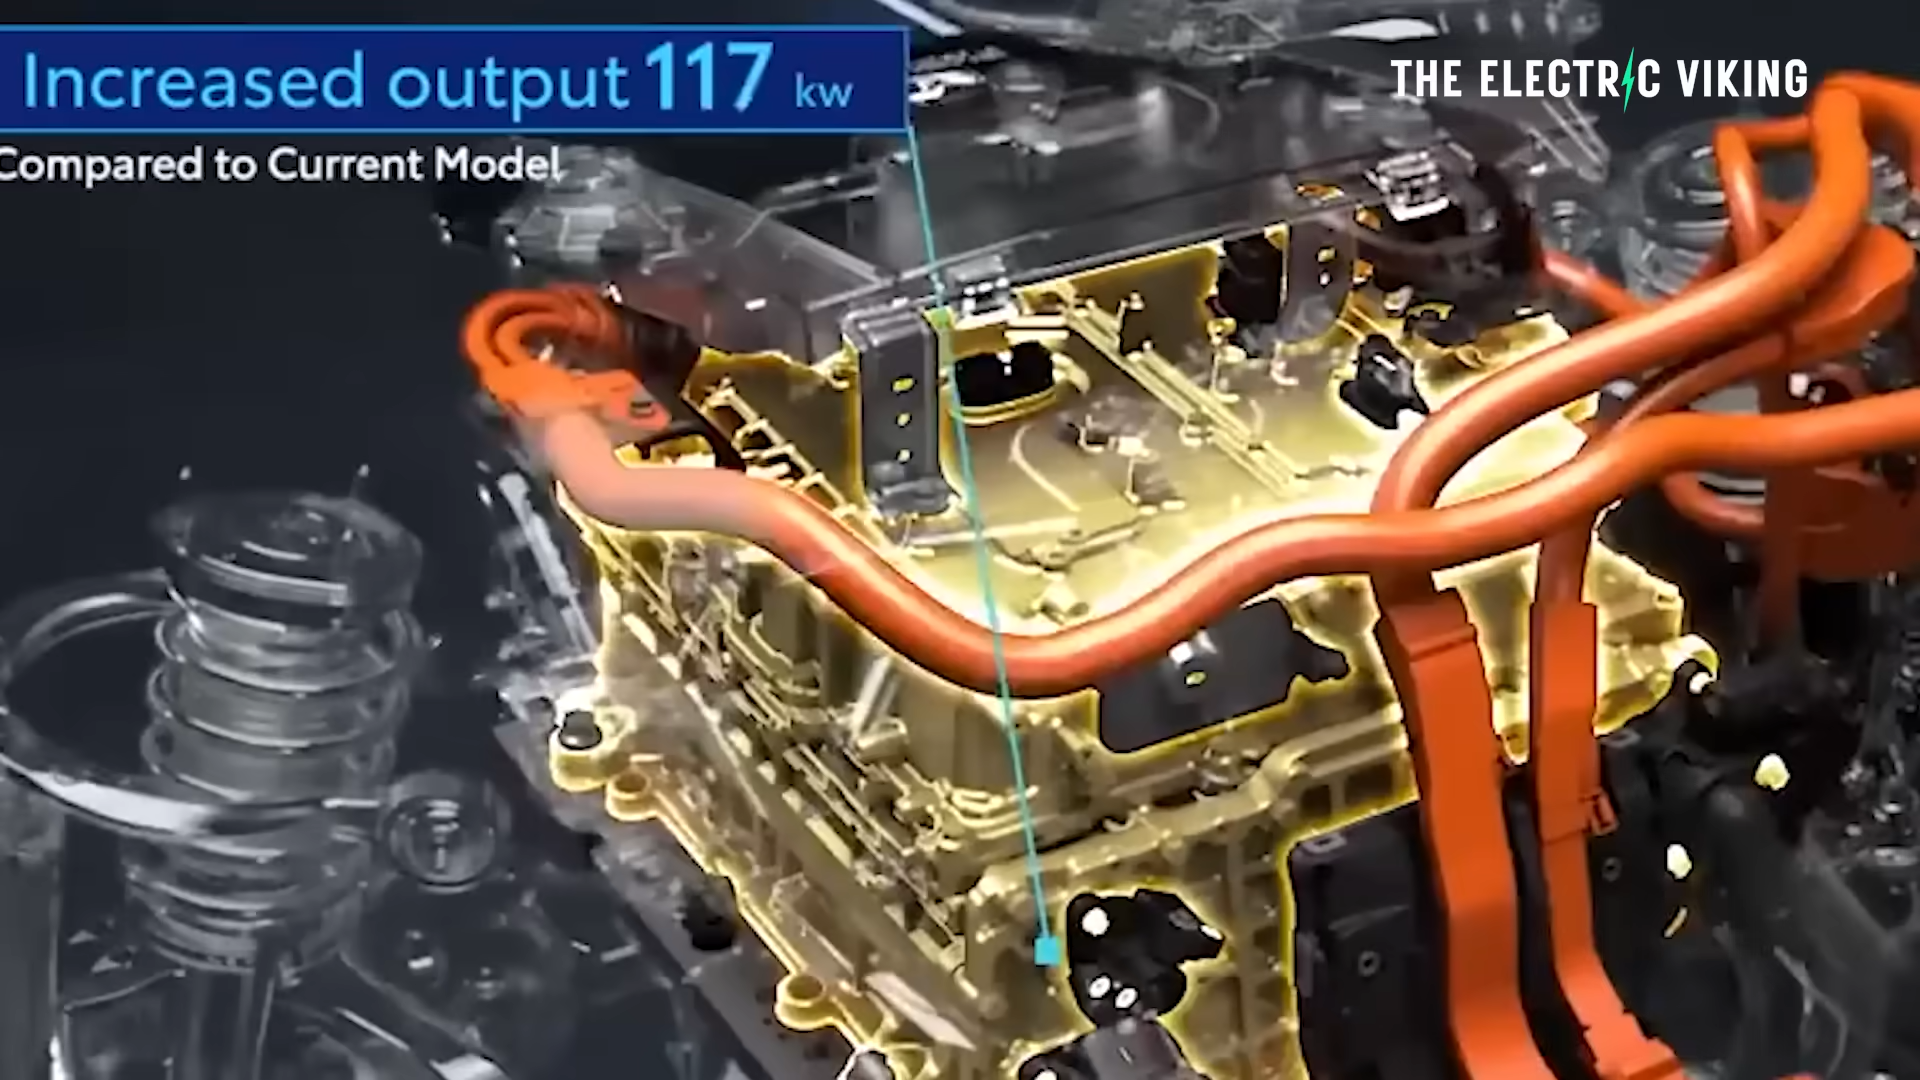 Increased output 117 kw
THE ELECTRIC VIKING
Compared to Current Model